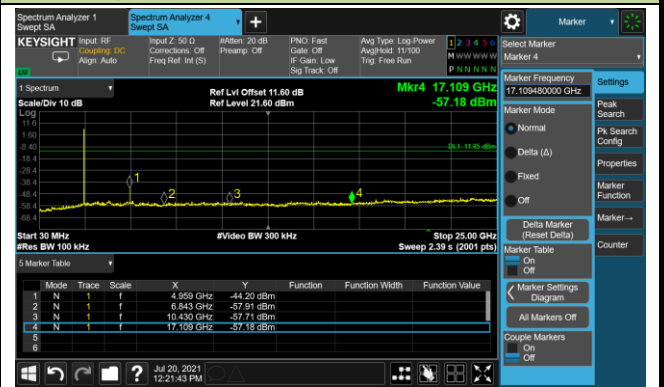 Spectrum Analyzer 1
Swept SA
Spectrum Analyzer 4
Swept SA
Marker
KEYSIGHT
Input: RF
Coupling: DC
Align: Auto
Input Z: 50 Ω
Corrections: Off
Freq Ref: Int (S)
#Atten: 20 dB
Preamp: Off
PNO: Fast
Gate: Off
IF Gain: Low
Sig Track: Off
Avg Type: Log-Power
Avg|Hold: 11/100
Trig: Free Run
1 2 3 4 5 6
M W W W W W
P N N N N N
Select Marker
Marker 4
LXI
1 Spectrum
Scale/Div 10 dB
Ref Lvl Offset 11.60 dB
Ref Level 21.60 dBm
Mkr4 17.109 GHz
-57.18 dBm
Log
11.6
1.60
-8.40
-18.4
-28.4
-38.4
-48.4
-58.4
-68.4
DL1 -11.85 dBm
1
2
3
4
Start 30 MHz
#Res BW 100 kHz
#Video BW 300 kHz
Stop 25.00 GHz
Sweep 2.39 s (2001 pts)
5 Marker Table
Mode Trace Scale X Y Function Function Width Function Value
1 N 1 f 4.959 GHz -44.20 dBm
2 N 1 f 6.843 GHz -57.91 dBm
3 N 1 f 10.430 GHz -57.71 dBm
4 N 1 f 17.109 GHz -57.18 dBm
5
6
Marker Frequency
17.109480000 GHz
Marker Mode
Normal
Delta (Δ)
Fixed
Off
Delta Marker
(Reset Delta)
Marker Table
On
Off
Marker Settings
Diagram
All Markers Off
Couple Markers
On
Off
Settings
Peak
Search
Pk Search
Config
Properties
Marker
Function
Marker→
Counter
?
Jul 20, 2021
12:21:43 PM